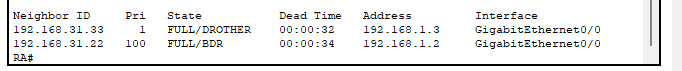 Neighbor ID     Pri   State           Dead Time   Address         Interface
192.168.31.33     1   FULL/DROTHER    00:00:32    192.168.1.3     GigabitEthernet0/0
192.168.31.22   100   FULL/BDR        00:00:34    192.168.1.2     GigabitEthernet0/0
RA#